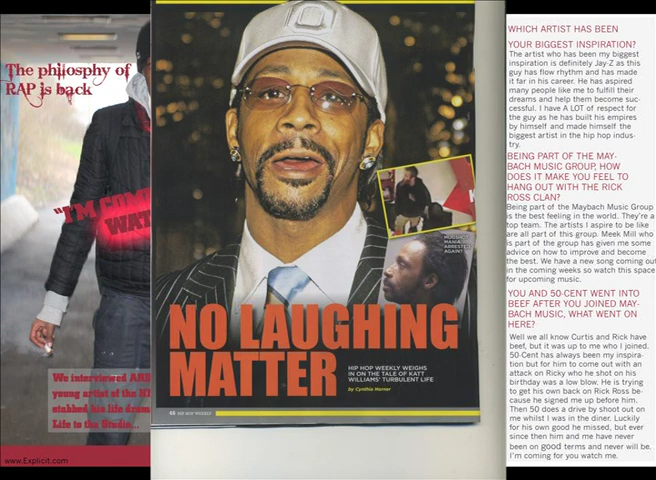 The philosphy of
RAP is back
"I'M COM
WAT
We interviewed
young artist of the
stabbed his life dram
Life to the Studio...
www.Explicit.com
MUGSHOT
MANIA
ARRESTED
AGAIN!
NO LAUGHING
MATTER
HIP HOP WEEKLY WEIGHS
IN ON THE TALE OF KATT
WILLIAMS' TURBULENT LIFE
by Cynthia Horner
46 HIP HOP WEEKLY
WHICH ARTIST HAS BEEN
YOUR BIGGEST INSPIRATION?
The artist who has been my biggest
inspiration is definitely Jay-Z as this
guy has flow rhythm and has made
it far in his career. He has aspired
many people like me to fulfill their
dreams and help them become suc-
cessful. I have A LOT of respect for
the guy as he has built his empires
by himself and made himself the
biggest artist in the hip hop indus-
try.
BEING PART OF THE MAY-
BACH MUSIC GROUP, HOW
DOES IT MAKE YOU FEEL TO
HANG OUT WITH THE RICK
ROSS CLAN?
Being part of the Maybach Music Group
is the best feeling in the world. They're a
top team. The artists I aspire to be like
are all part of this group. Meek Mill who
is part of the group has given me some
advice on how to improve and become
the best. We have a new song coming out
in the coming weeks so watch this space
for upcoming music.
YOU AND 50-CENT WENT INTO
BEEF AFTER YOU JOINED MAY-
BACH MUSIC, WHAT WENT ON
HERE?
Well we all know Curtis and Rick have
beef, but it was up to me who I joined.
50-Cent has always been my inspira-
tion but for him to come out with an
attack on Ricky who he shot on his
birthday was a low blow. He is trying
to get his own back on Rick Ross be-
cause he signed me up before him.
Then 50 does a drive by shoot out on
me whilst I was in the diner. Luckily
for his own good he missed, but ever
since then him and me have never
been on good terms and never will be.
I'm coming for you watch me.